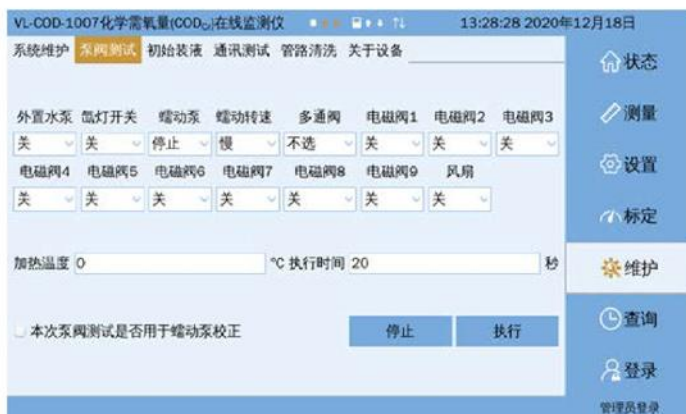 VL-COD-1007化学需氧量(CODCr)在线监测仪 13:28:28 2020年12月18日
系统维护 泵阀测试 初始装液 通讯测试 管路清洗 关于设备
外置水泵 氙灯开关 蠕动泵 蠕动转速 多通阀 电磁阀1 电磁阀2 电磁阀3
关 关 停止 慢 不选 关 关 关
电磁阀4 电磁阀5 电磁阀6 电磁阀7 电磁阀8 电磁阀9 风扇
关 关 关 关 关 关 关
加热温度 0 °C 执行时间 20 秒
本次泵阀测试是否用于蠕动泵校正 停止 执行
状态
测量
设置
标定
维护
查询
登录
管理员登录